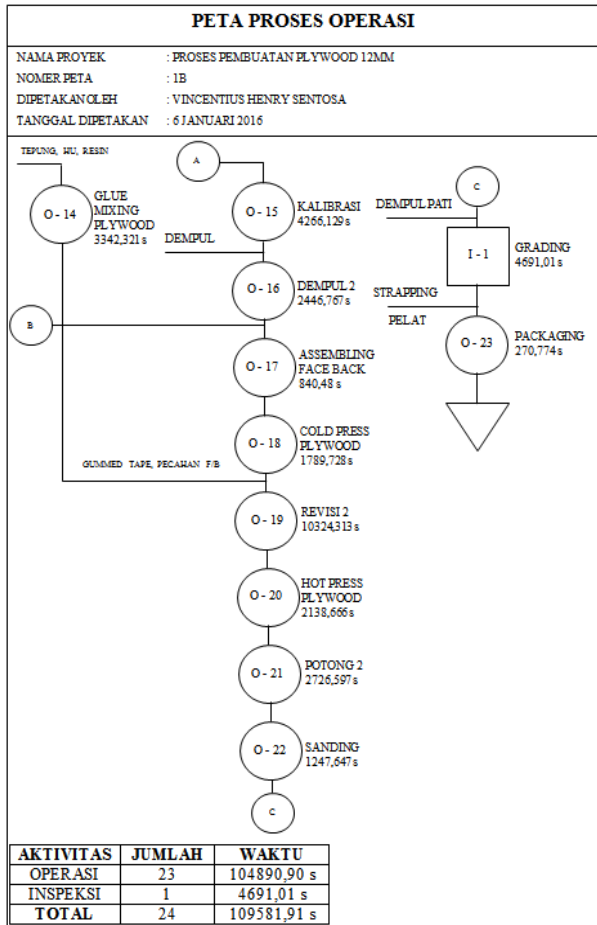 PETA PROSES OPERASI
NAMA PROYEK : PROSES PEMBUATAN PLYWOOD 12MM
NOMER PETA : 1B
DIPETAKAN OLEH : VINCENTIUS HENRY SENTOSA
TANGGAL DIPETAKAN : 6 JANUARI 2016
TEPUNG, HU, RESIN
O - 14
GLUE
MIXING
PLYWOOD
3342,321 s
A
O - 15
KALIBRASI
4266,129 s
DEMPUL
O - 16
DEMPUL 2
2446,767 s
B
O - 17
ASSEMBLING
FACE BACK
840,48 s
O - 18
COLD PRESS
PLYWOOD
1789,728 s
GUMMED TAPE, PECAHAN F/B
O - 19
REVISI 2
10324,313 s
O - 20
HOT PRESS
PLYWOOD
2138,666 s
O - 21
POTONG 2
2726,597 s
O - 22
SANDING
1247,647 s
C
C
DEMPUL PATI
I - 1
GRADING
4691,01 s
STRAPPING
PELAT
O - 23
PACKAGING
270,774 s
AKTIVITAS JUMLAH WAKTU
OPERASI 23 104890,90 s
INSPEKSI 1 4691,01 s
TOTAL 24 109581,91 s